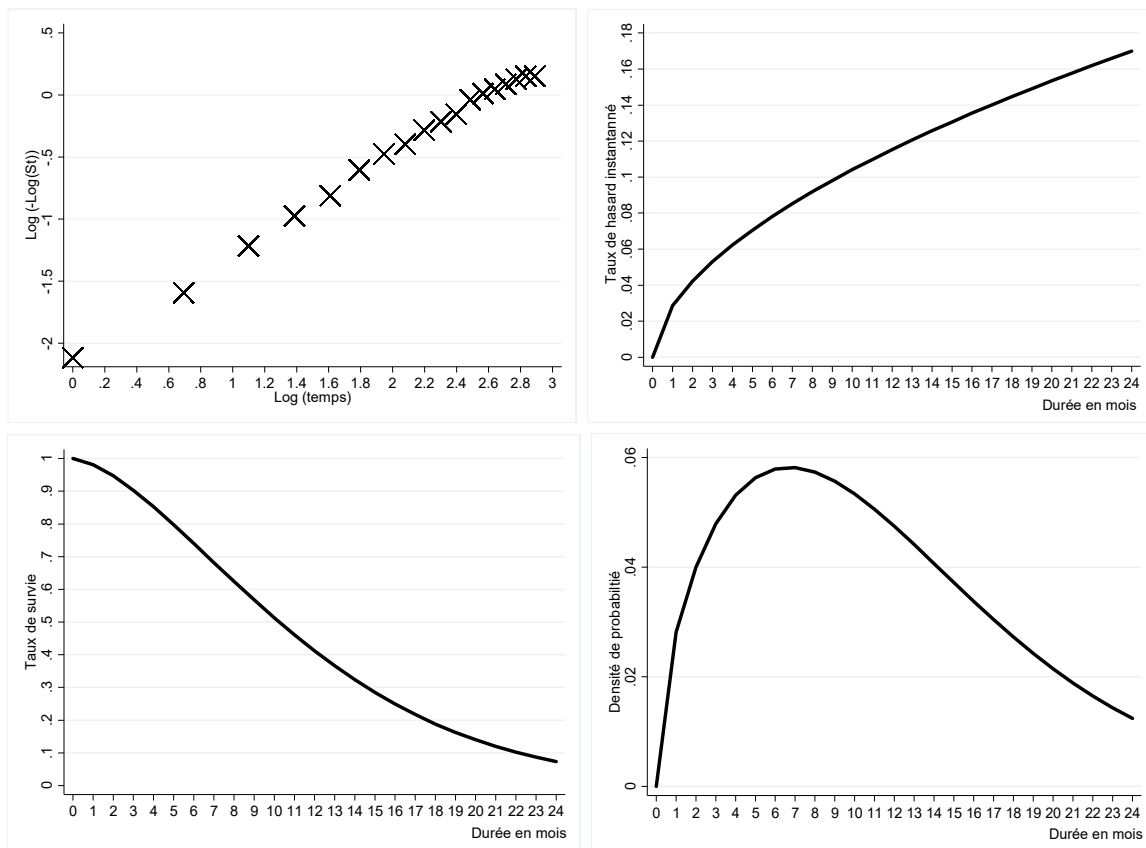 .5
0
-.5
-1
-1.5
-2
Log (-Log(St))
0 .2 .4 .6 .8 1 1.2 1.4 1.6 1.8 2 2.2 2.4 2.6 2.8 3
Log (temps)
.18
.16
.14
.12
.1
.08
.06
.04
.02
0
Taux de hasard instantanné
0 1 2 3 4 5 6 7 8 9 10 11 12 13 14 15 16 17 18 19 20 21 22 23 24
Durée en mois
1
.9
.8
.7
.6
.5
.4
.3
.2
.1
0
Taux de survie
0 1 2 3 4 5 6 7 8 9 10 11 12 13 14 15 16 17 18 19 20 21 22 23 24
Durée en mois
.06
.04
.02
0
Densité de probabiltié
0 1 2 3 4 5 6 7 8 9 10 11 12 13 14 15 16 17 18 19 20 21 22 23 24
Durée en mois